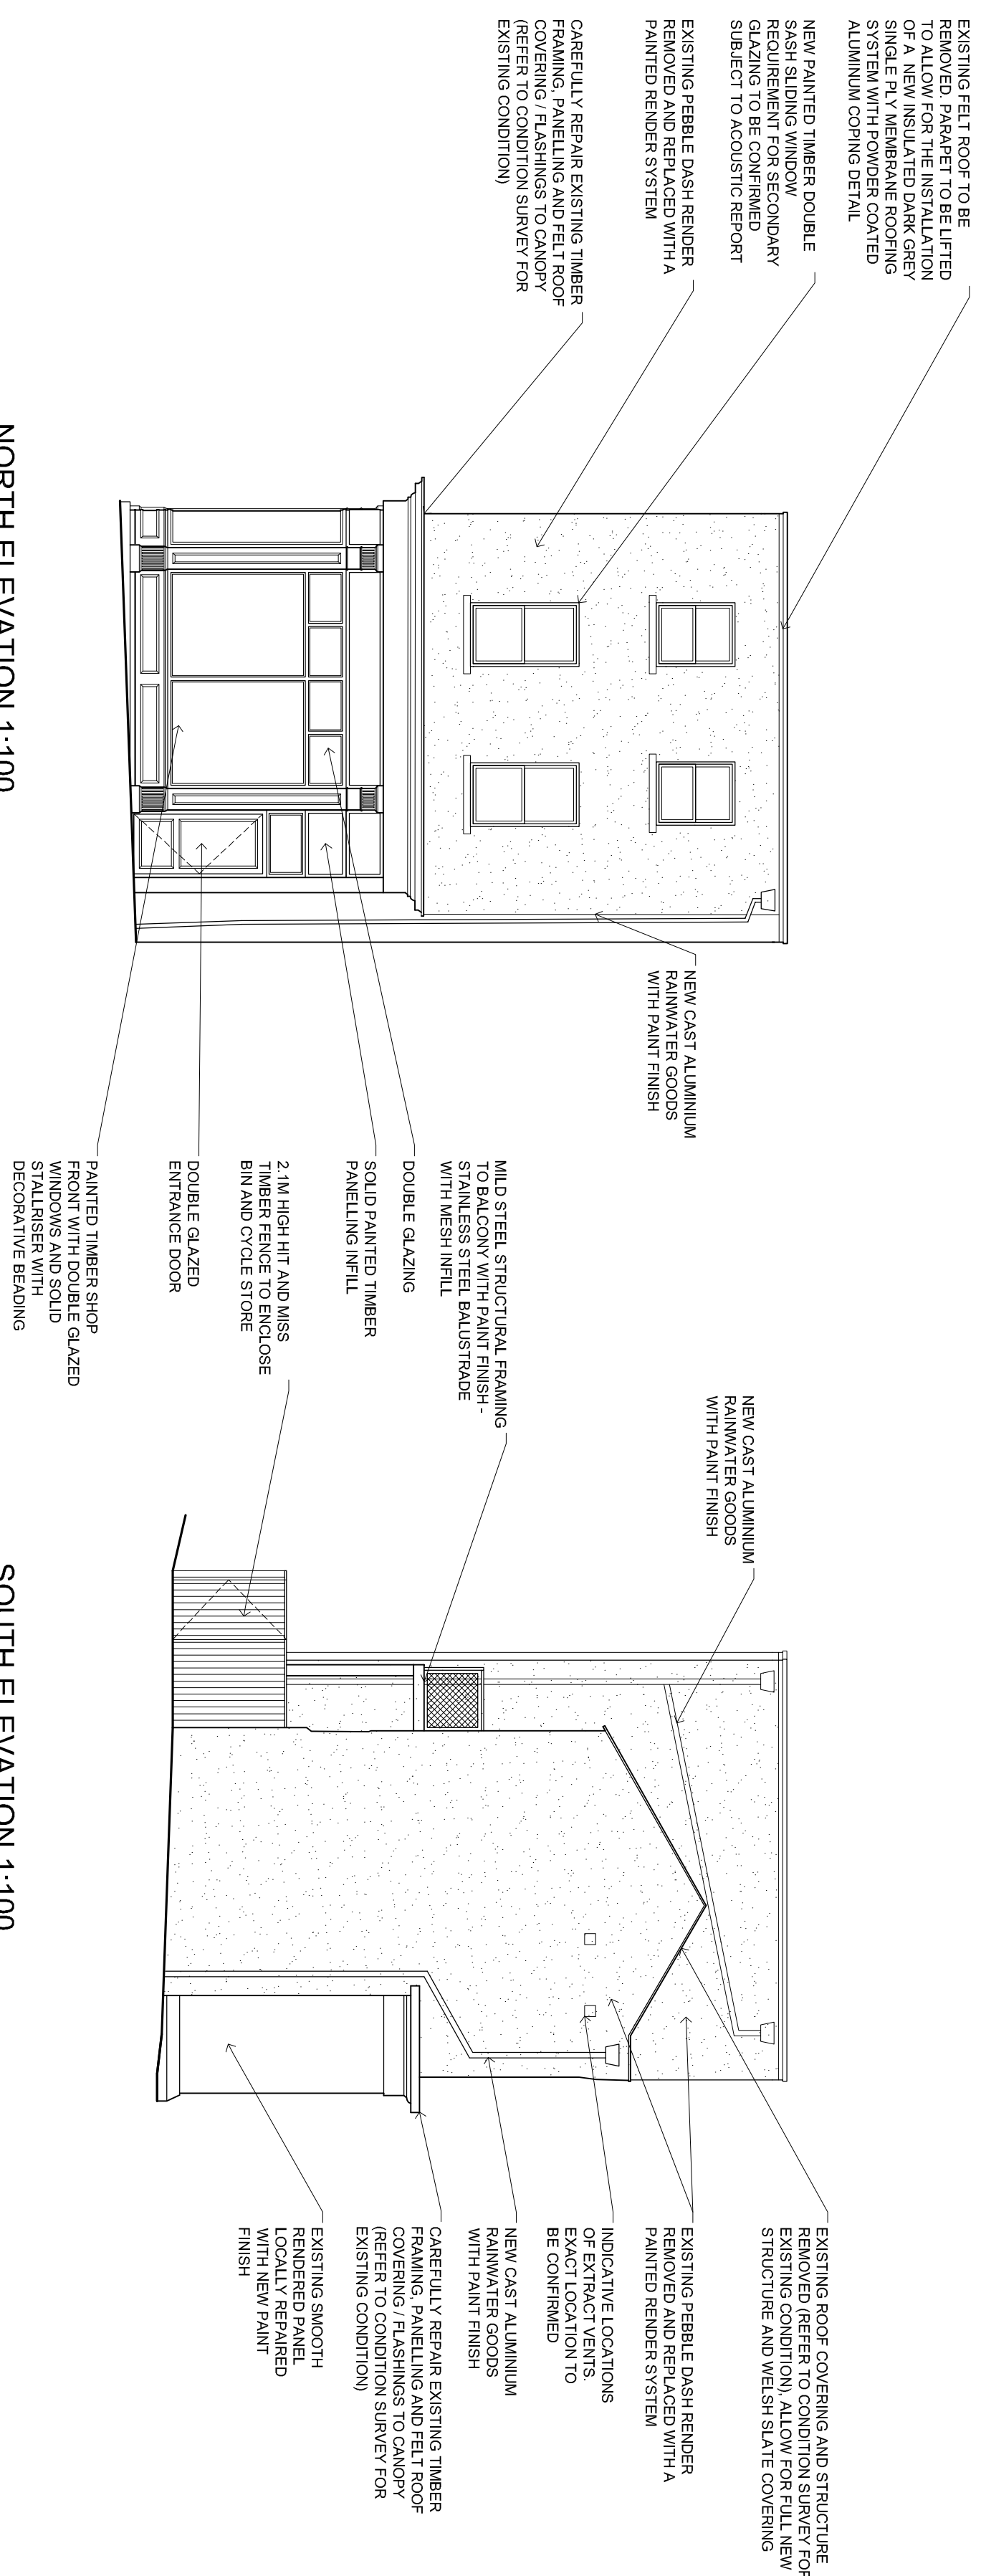 EXISTING FELT ROOF TO BE
REMOVED. PARAPET TO BE LIFTED
TO ALLOW FOR THE INSTALLATION
OF A NEW INSULATED DARK GREY
SINGLE PLY MEMBRANE ROOFING
SYSTEM WITH POWDER COATED
ALUMINUM COPING DETAIL
NEW PAINTED TIMBER DOUBLE
SASH SLIDING WINDOW
REQUIREMENT FOR SECONDARY
GLAZING TO BE CONFIRMED
SUBJECT TO ACOUSTIC REPORT
EXISTING PEBBLE DASH RENDER
REMOVED AND REPLACED WITH A
PAINTED RENDER SYSTEM
CAREFULLY REPAIR EXISTING TIMBER
FRAMING, PANELLING AND FELT ROOF
COVERING / FLASHINGS TO CANOPY
(REFER TO CONDITION SURVEY FOR
EXISTING CONDITION)
NEW CAST ALUMINIUM
RAINWATER GOODS
WITH PAINT FINISH
MILD STEEL STRUCTURAL FRAMING
TO BALCONY WITH PAINT FINISH -
STAINLESS STEEL BALUSTRADE
WITH MESH INFILL
DOUBLE GLAZING
SOLID PAINTED TIMBER
PANELLING INFILL
2.1M HIGH HIT AND MISS
TIMBER FENCE TO ENCLOSE
BIN AND CYCLE STORE
DOUBLE GLAZED
ENTRANCE DOOR
PAINTED TIMBER SHOP
FRONT WITH DOUBLE GLAZED
WINDOWS AND SOLID
STALLRISER WITH
DECORATIVE BEADING
NORTH ELEVATION 1:100
NEW CAST ALUMINIUM
RAINWATER GOODS
WITH PAINT FINISH
EXISTING ROOF COVERING AND STRUCTURE
REMOVED (REFER TO CONDITION SURVEY FOR
EXISTING CONDITION), ALLOW FOR FULL NEW
STRUCTURE AND WELSH SLATE COVERING
EXISTING PEBBLE DASH RENDER
REMOVED AND REPLACED WITH A
PAINTED RENDER SYSTEM
INDICATIVE LOCATIONS
OF EXTRACT VENTS.
EXACT LOCATION TO
BE CONFIRMED
NEW CAST ALUMINIUM
RAINWATER GOODS
WITH PAINT FINISH
CAREFULLY REPAIR EXISTING TIMBER
FRAMING, PANELLING AND FELT ROOF
COVERING / FLASHINGS TO CANOPY
(REFER TO CONDITION SURVEY FOR
EXISTING CONDITION)
EXISTING SMOOTH
RENDERED PANEL
LOCALLY REPAIRED
WITH NEW PAINT
FINISH
SOUTH ELEVATION 1:100